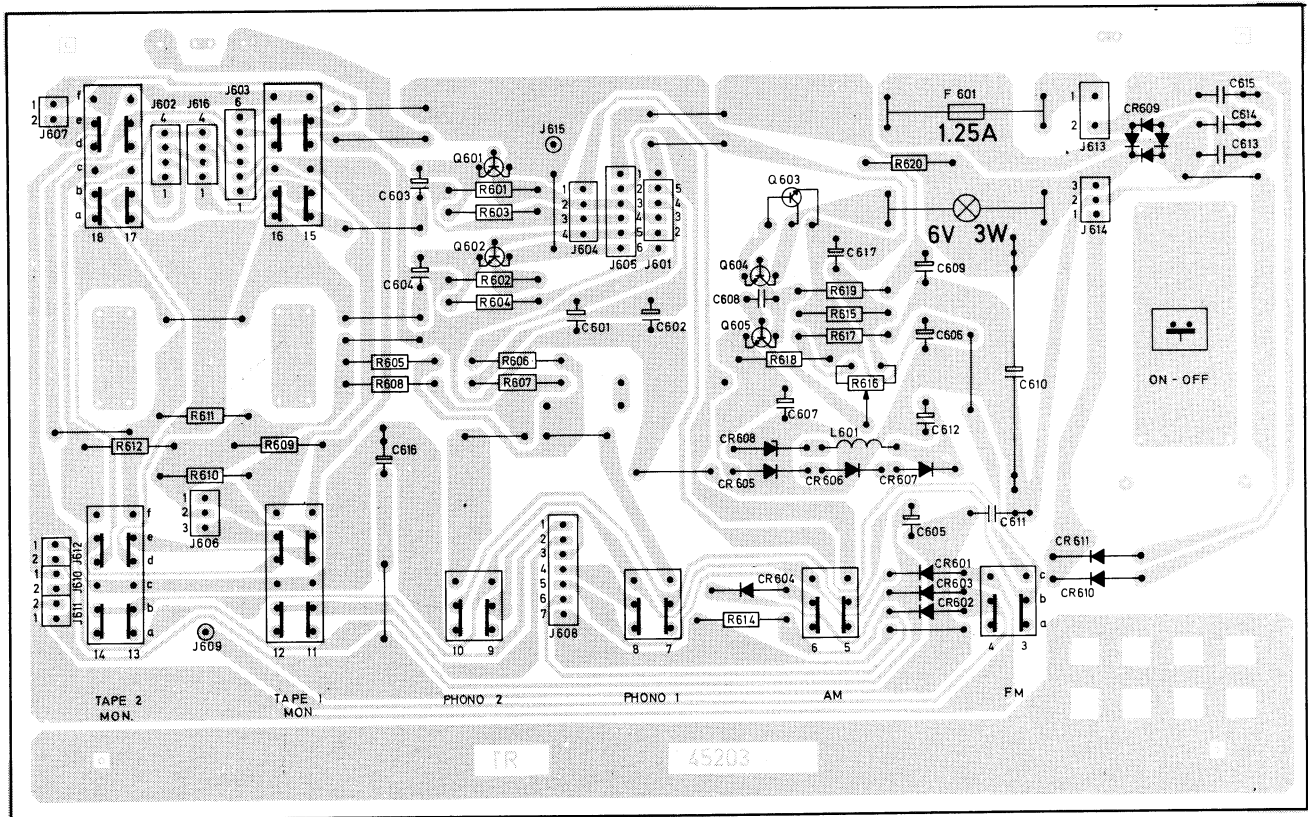 J607
1
2
f
e
d
c
b
a
18 17
J602
4
1
J616
4
1
J603
6
1
16 15
C603
C604
Q601
R601
R603
Q602
R602
R604
J615
1
2
3
4
J604
1
2
3
4
5
6
J605
5
4
3
2
J601
C601
C602
F 601
1.25A
R620
Q603
6V 3W
C617
C609
Q604
C608
Q605
R619
R615
R617
R618
C606
R616
C607
C610
C612
1
2
J613
3
2
1
J614
CR609
C615
C614
C613
ON - OFF
R605
R608
R606
R607
R611
R612
R609
R610
C616
CR608
L601
CR605
CR606
CR607
C605
C611
1
2
3
J606
1
2
J612
1
2
J610
2
1
J611
f
e
d
c
b
a
14 13
J609
12 11
10 9
1
2
3
4
5
6
7
J608
8 7
CR604
R614
6 5
CR601
CR603
CR602
c
b
a
4 3
CR611
CR610
TAPE 2
MON.
TAPE 1
MON
PHONO 2
PHONO 1
AM
FM
TR 45203